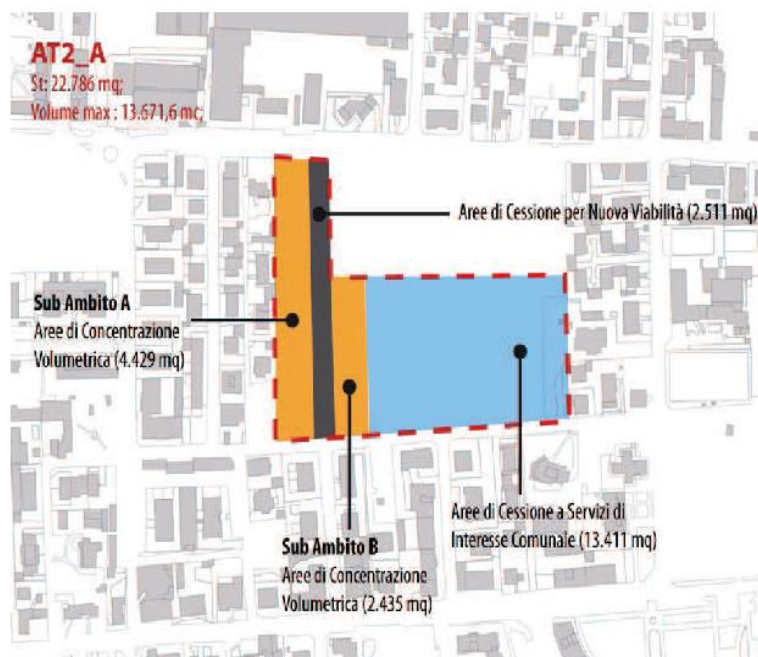 AT2_A
St: 22.786 mq;
Volume max : 13.671,6 mc;
Aree di Cessione per Nuova Viabilità (2.511 mq)
Sub Ambito A
Aree di Concentrazione
Volumetrica (4.429 mq)
Aree di Cessione a Servizi di
Interesse Comunale (13.411 mq)
Sub Ambito B
Aree di Concentrazione
Volumetrica (2.435 mq)